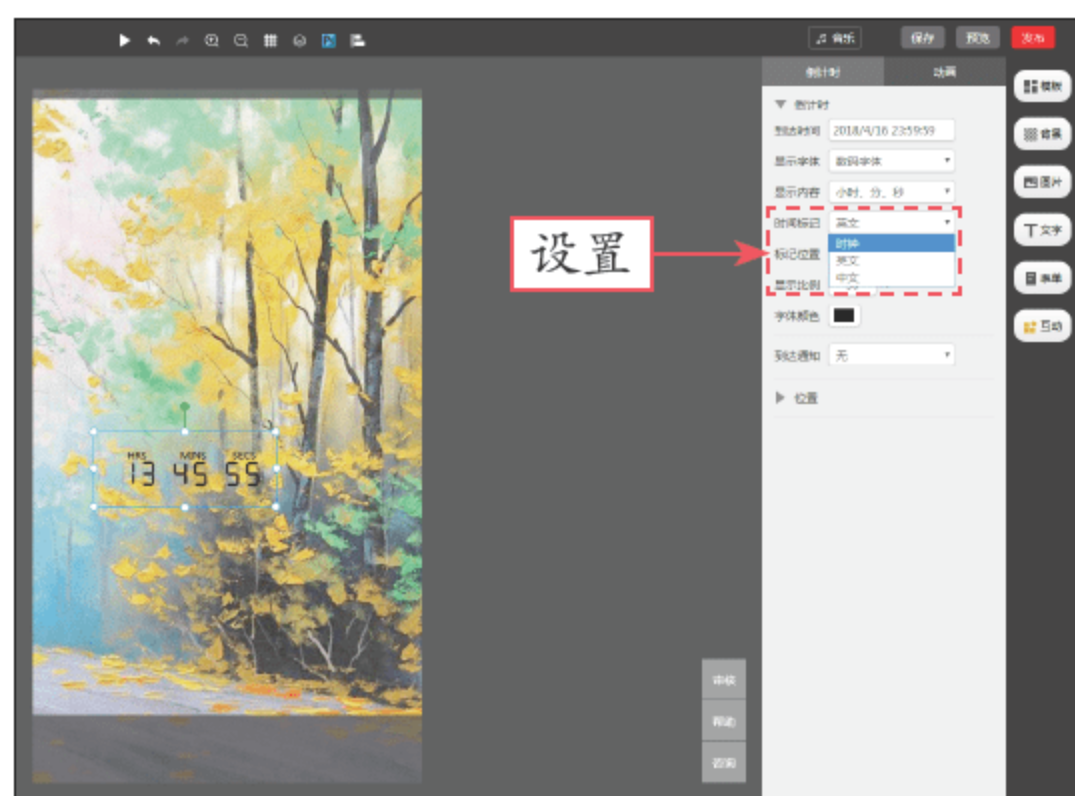 音乐 保存 预览 发布
倒计时 动画
倒计时
到达时间 2018/4/16 23:59:59
显示字体 数码字体
显示内容 小时、分、秒
时间标记 英文
时钟
标记位置
英文
中文
显示比例
字体颜色
到达通知 无
位置
模板
背景
图片
文字
表单
互动
设置
HRS MINS SECS
13 45 55
审核
帮助
咨询